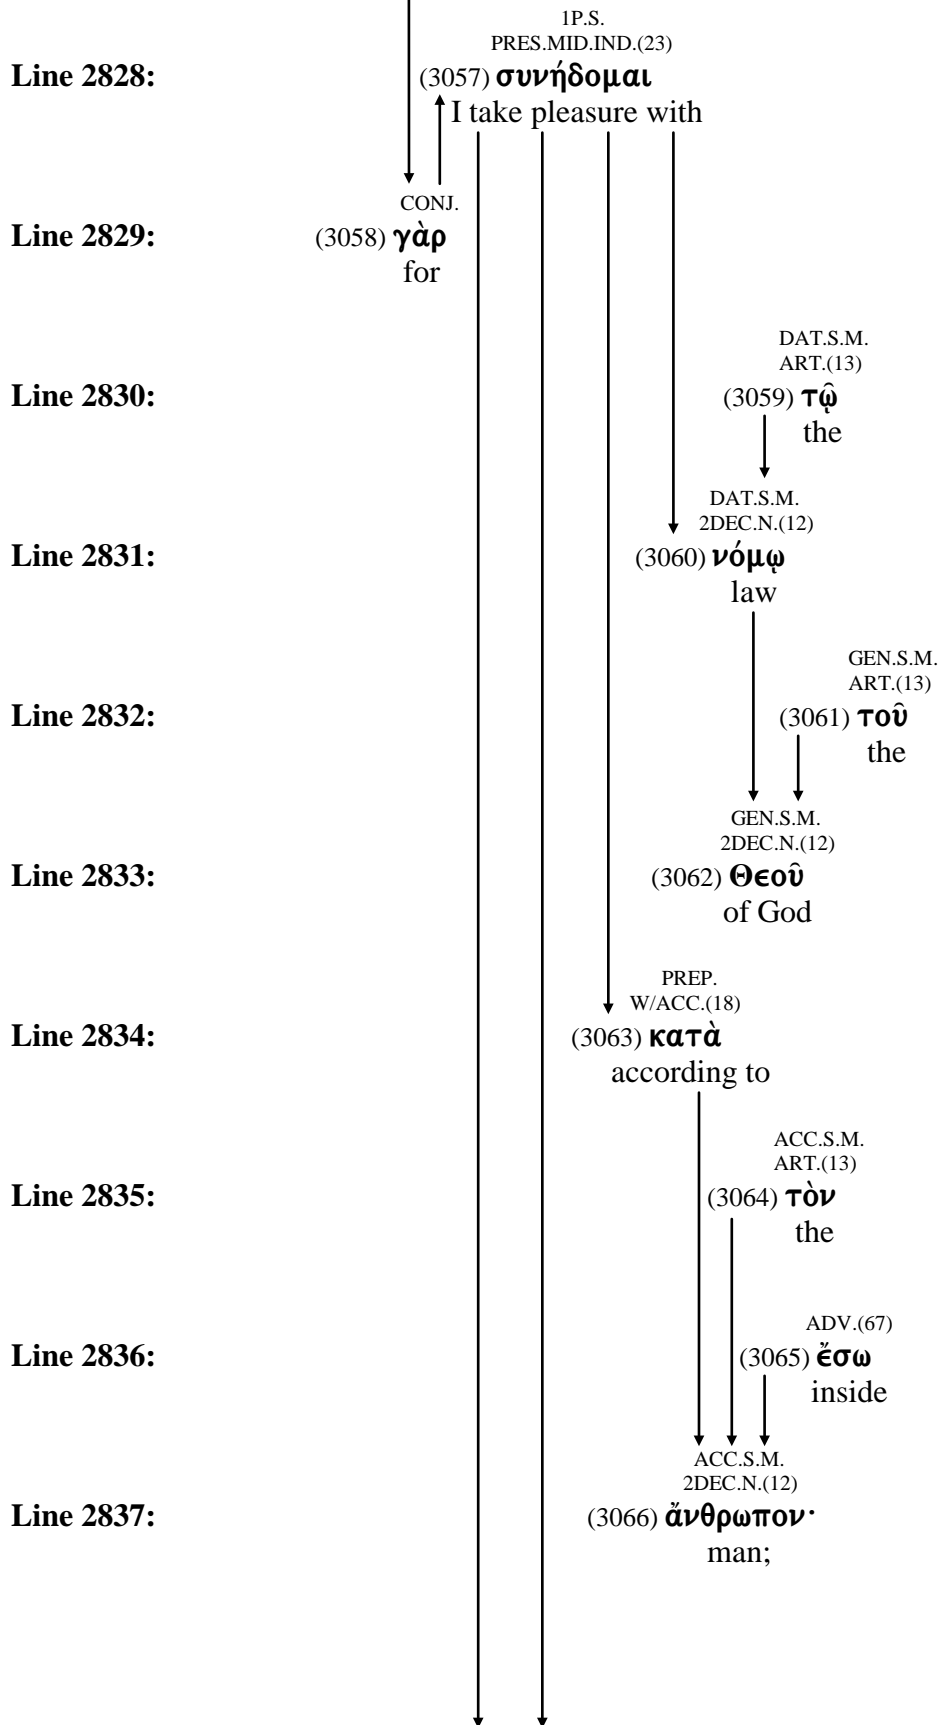 1P.S.
PRES.MID.IND.(23)
Line 2828: (3057) συνήδομαι
I take pleasure with
CONJ.
Line 2829: (3058) γὰρ
for
DAT.S.M.
ART.(13)
Line 2830: (3059) τῷ
the
DAT.S.M.
2DEC.N.(12)
Line 2831: (3060) νόμῳ
law
GEN.S.M.
ART.(13)
Line 2832: (3061) τοῦ
the
GEN.S.M.
2DEC.N.(12)
Line 2833: (3062) Θεοῦ
of God
PREP.
W/ACC.(18)
Line 2834: (3063) κατὰ
according to
ACC.S.M.
ART.(13)
Line 2835: (3064) τὸν
the
ADV.(67)
Line 2836: (3065) ἔσω
inside
ACC.S.M.
2DEC.N.(12)
Line 2837: (3066) ἄνθρωπον·
man;